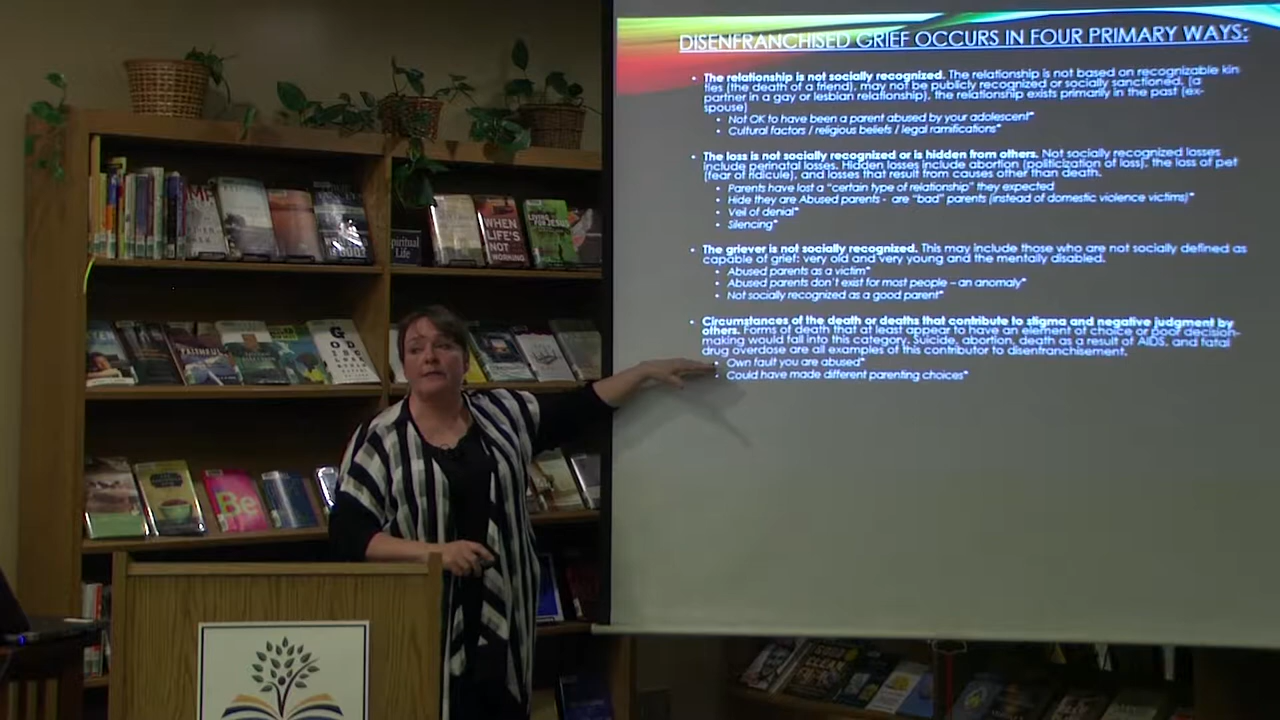 DISENFRANCHISED GRIEF OCCURS IN FOUR PRIMARY WAYS:
• The relationship is not socially recognized. The relationship is not based on recognizable kin
ties (the death of a friend), may not be publicly recognized or socially sanctioned, (a
partner in a gay or lesbian relationship), the relationship exists primarily in the past (ex-
spouse)
• Not OK to have been a parent abused by your adolescent*
• Cultural factors / religious beliefs / legal ramifications*
• The loss is not socially recognized or is hidden from others. Not socially recognized losses
include perinatal losses. Hidden losses include abortion (politicization of loss), the loss of pet
(fear of ridicule), and losses that result from causes other than death.
• Parents have lost a "certain type of relationship" they expected
• Hide they are Abused parents - are "bad" parents (instead of domestic violence victims)*
• Veil of denial*
• Silencing*
• The griever is not socially recognized. This may include those who are not socially defined as
capable of grief: very old and very young and the mentally disabled.
• Abused parents as a victim*
• Abused parents don't exist for most people – an anomaly*
• Not socially recognized as a good parent*
• Circumstances of the death or deaths that contribute to stigma and negative judgment by
others. Forms of death that at least appear to have an element of choice or poor decision-
making would fall into this category. Suicide, abortion, death as a result of AIDS, and fatal
drug overdose are all examples of this contributor to disenfranchisement.
• Own fault you are abused*
• Could have made different parenting choices*
Spiritual
Life
WHEN
LIFE'S
NOT
WORKING
LIVING
FOR JESUS
Be